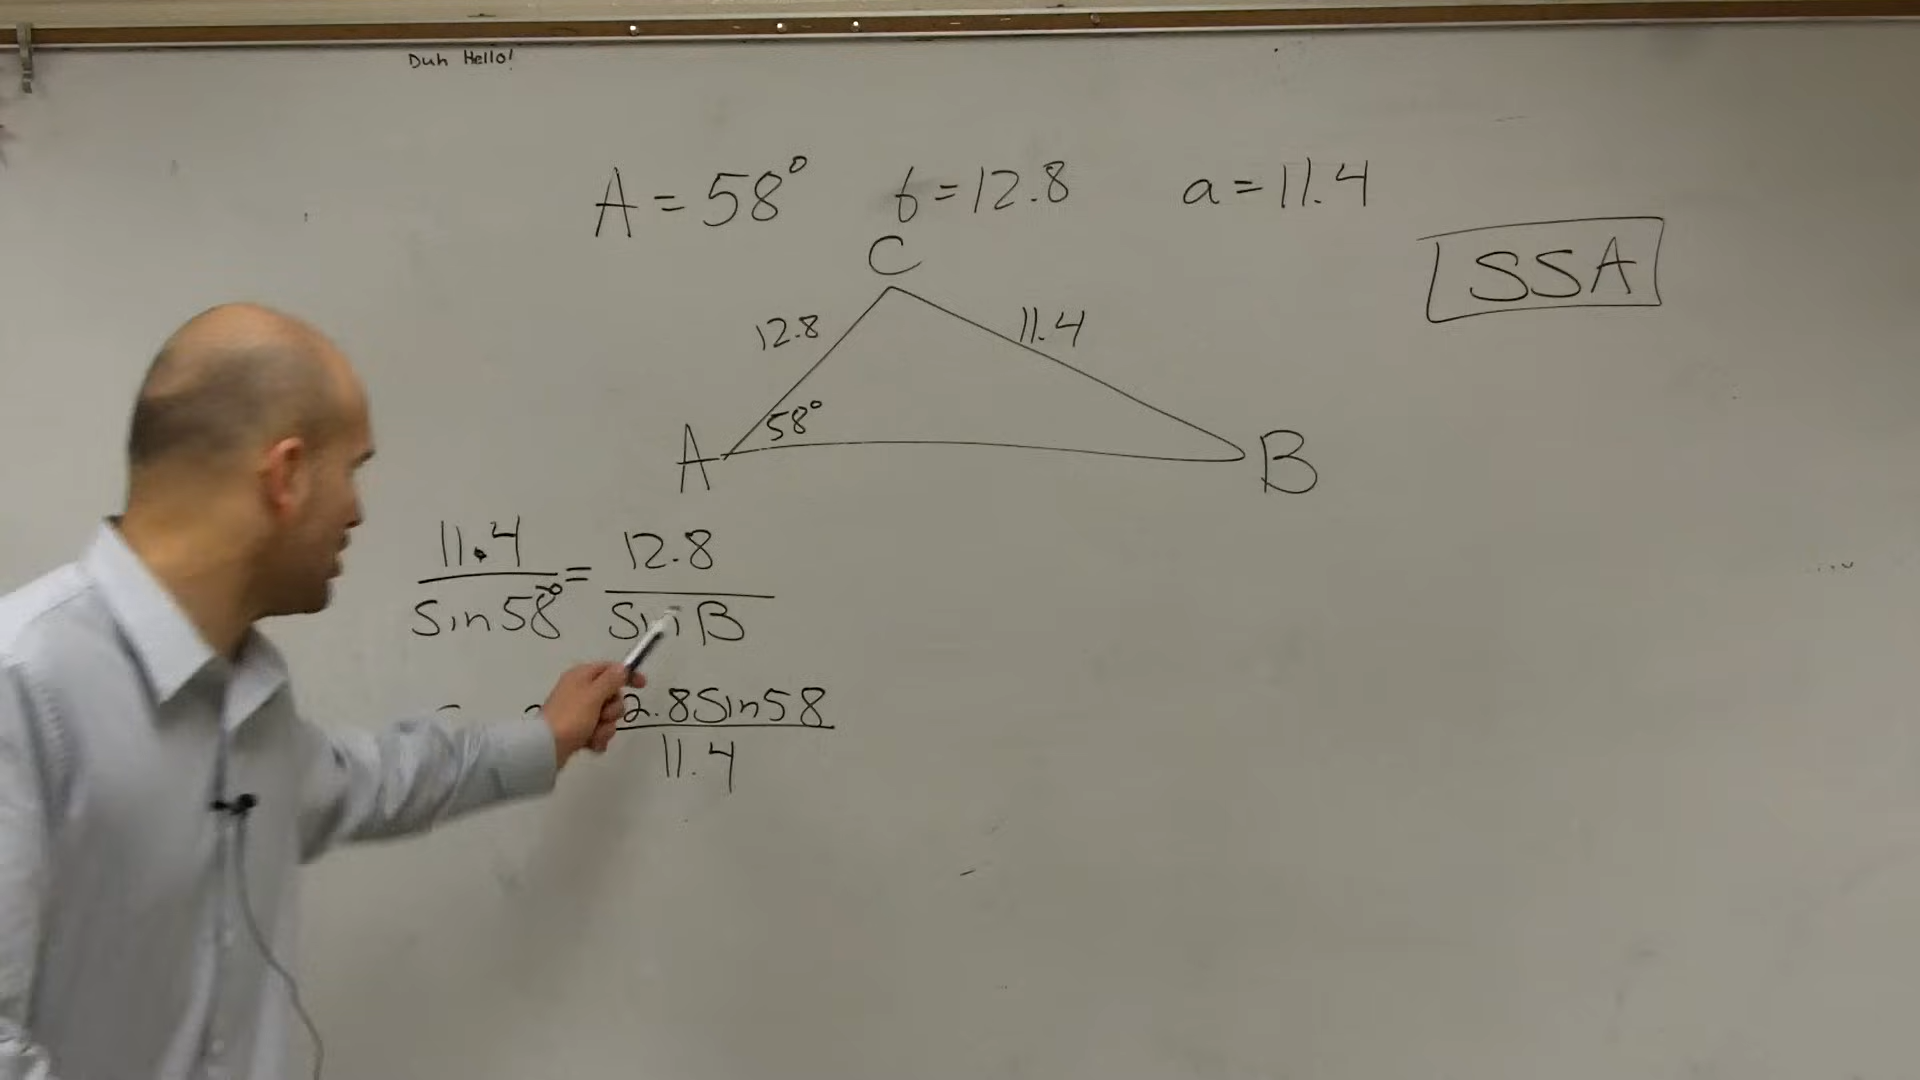 Duh Hello!
A = 58° b = 12.8 a = 11.4
SSA
C
12.8 11.4
58°
A B
11.4 = 12.8
Sin 58° Sin B
2.8 Sin 58
11.4